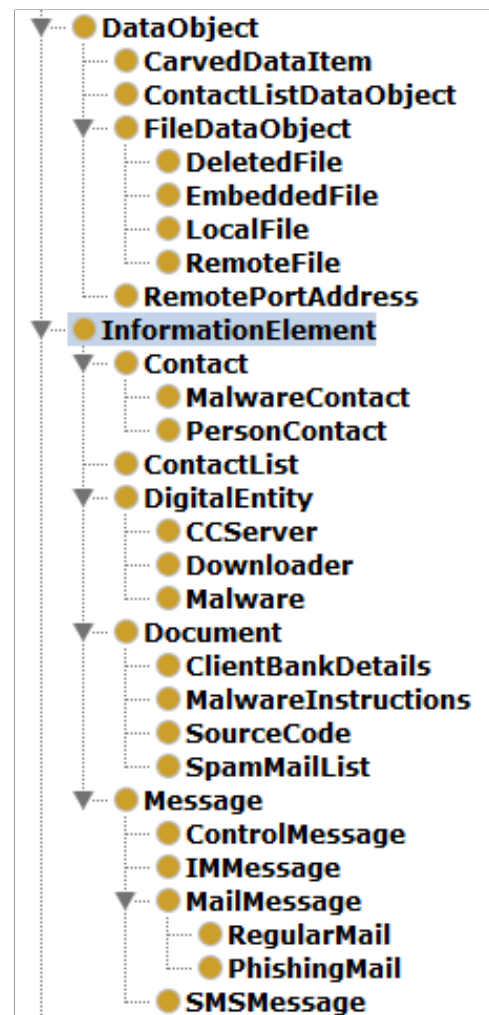 DataObject
CarvedDataItem
ContactListDataObject
FileDataObject
DeletedFile
EmbeddedFile
LocalFile
RemoteFile
RemotePortAddress
InformationElement
Contact
MalwareContact
PersonContact
ContactList
DigitalEntity
CCServer
Downloader
Malware
Document
ClientBankDetails
MalwareInstructions
SourceCode
SpamMailList
Message
ControlMessage
IMMessage
MailMessage
RegularMail
PhishingMail
SMSMessage